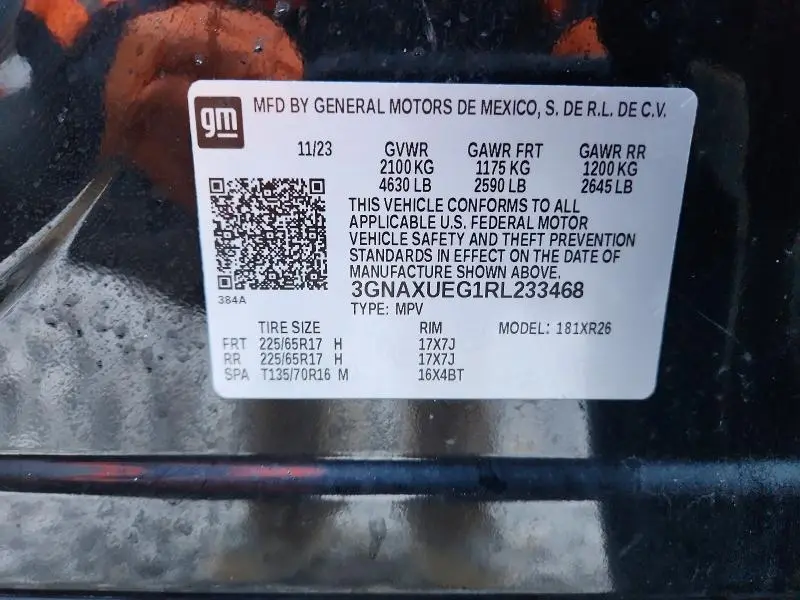 gm MFD BY GENERAL MOTORS DE MEXICO, S. DE R.L. DE C.V.
11/23 GVWR GAWR FRT GAWR RR
2100 KG 1175 KG 1200 KG
4630 LB 2590 LB 2645 LB
THIS VEHICLE CONFORMS TO ALL
APPLICABLE U.S. FEDERAL MOTOR
VEHICLE SAFETY AND THEFT PREVENTION
STANDARDS IN EFFECT ON THE DATE OF
MANUFACTURE SHOWN ABOVE.
3GNAXUEG1RL233468
384A
TYPE: MPV
TIRE SIZE RIM MODEL: 181XR26
FRT 225/65R17 H 17X7J
RR 225/65R17 H 17X7J
SPA T135/70R16 M 16X4BT